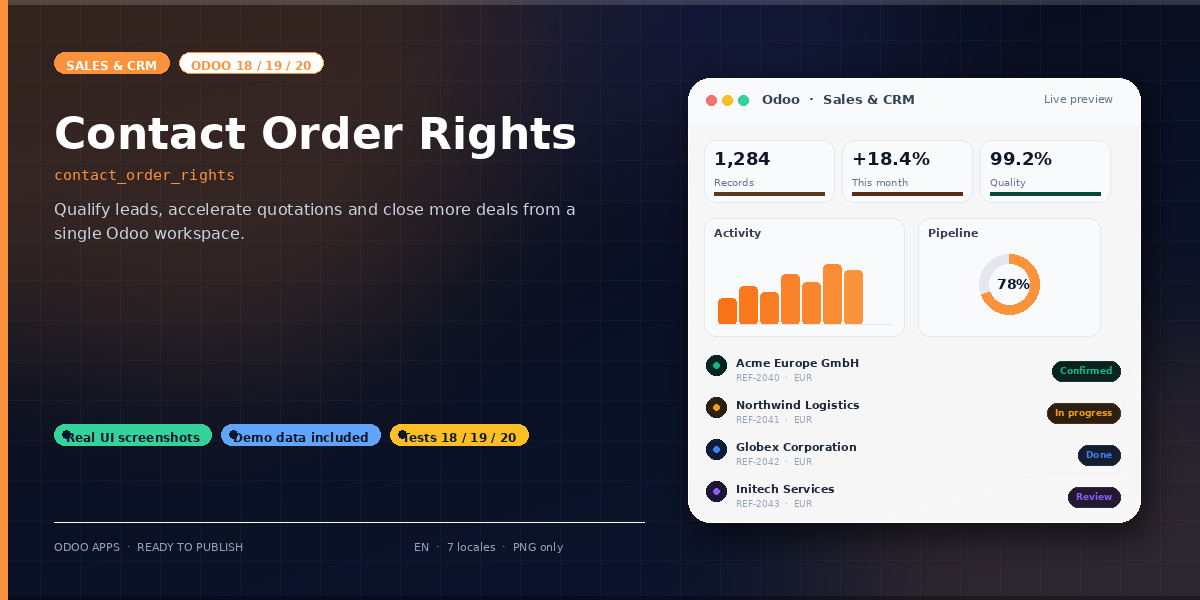 SALES & CRM
ODOO 18 / 19 / 20
Contact Order Rights
contact_order_rights
Qualify leads, accelerate quotations and close more deals from a
single Odoo workspace.
Real UI screenshots
Demo data included
Tests 18 / 19 / 20
ODOO APPS · READY TO PUBLISH
EN · 7 locales · PNG only
Odoo · Sales & CRM
Live preview
1,284
Records
+18.4%
This month
99.2%
Quality
Activity
Pipeline
78%
Acme Europe GmbH
REF-2040 · EUR
Confirmed
Northwind Logistics
REF-2041 · EUR
In progress
Globex Corporation
REF-2042 · EUR
Done
Initech Services
REF-2043 · EUR
Review